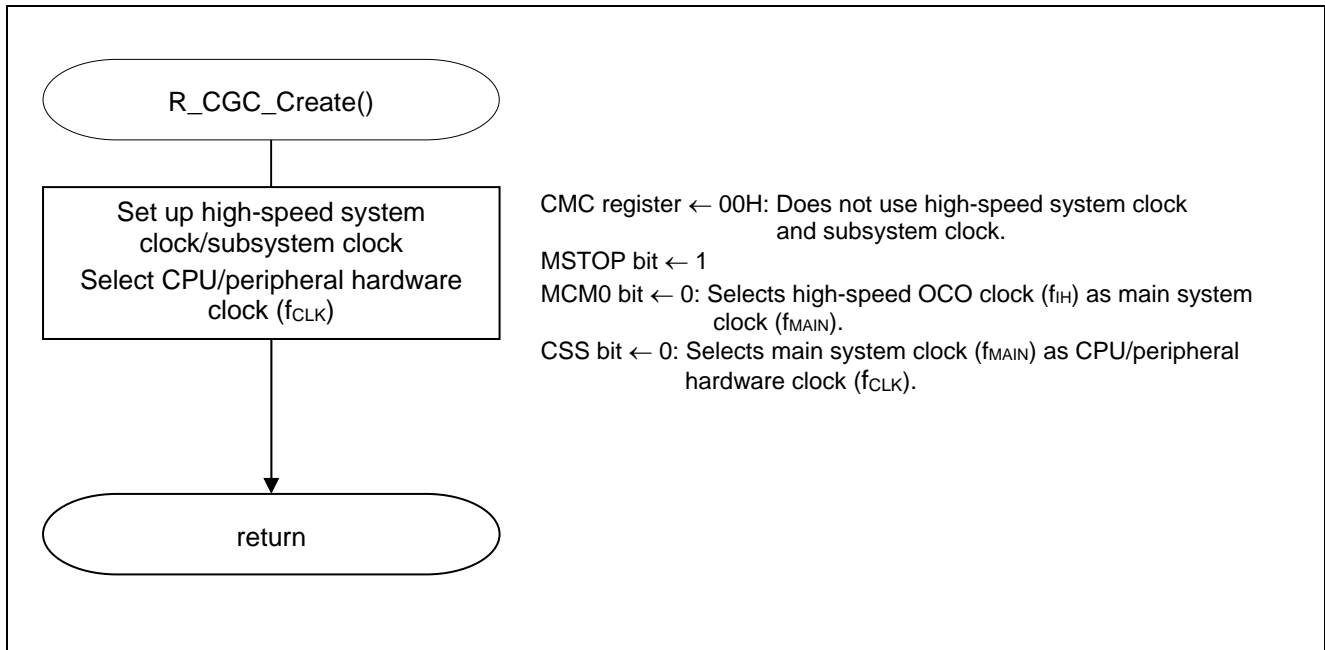 R_CGC_Create()
Set up high-speed system
clock/subsystem clock
Select CPU/peripheral hardware
clock (fCLK)
CMC register ← 00H: Does not use high-speed system clock
and subsystem clock.
MSTOP bit ← 1
MCM0 bit ← 0: Selects high-speed OCO clock (fIH) as main system
clock (fMAIN).
CSS bit ← 0: Selects main system clock (fMAIN) as CPU/peripheral
hardware clock (fCLK).
return